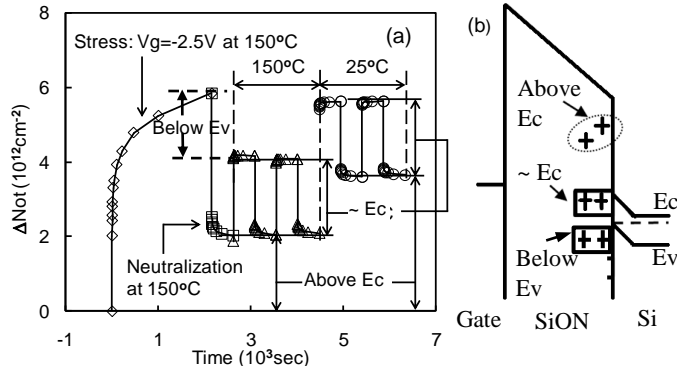 (a)
Stress: Vg=-2.5V at 150ºC
150ºC
25ºC
Below Ev
~ Ec;
Neutralization
at 150ºC
Above Ec
8
6
4
2
0
-1
1
3
5
7
ΔNot (10¹²cm⁻²)
Time (10³sec)
(b)
Above
Ec
~ Ec
Ec
Below
Ev
Ev
Gate
SiON
Si